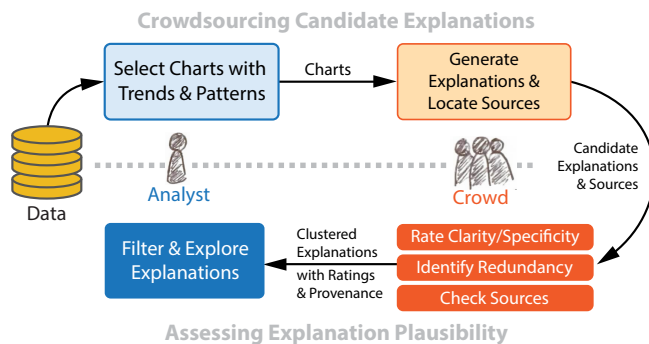 Crowdsourcing Candidate Explanations
Select Charts with
Trends & Patterns
Charts
Generate
Explanations &
Locate Sources
Data
Analyst
Crowd
Candidate
Explanations
& Sources
Filter & Explore
Explanations
Clustered
Explanations
with Ratings
& Provenance
Rate Clarity/Specificity
Identify Redundancy
Check Sources
Assessing Explanation Plausibility